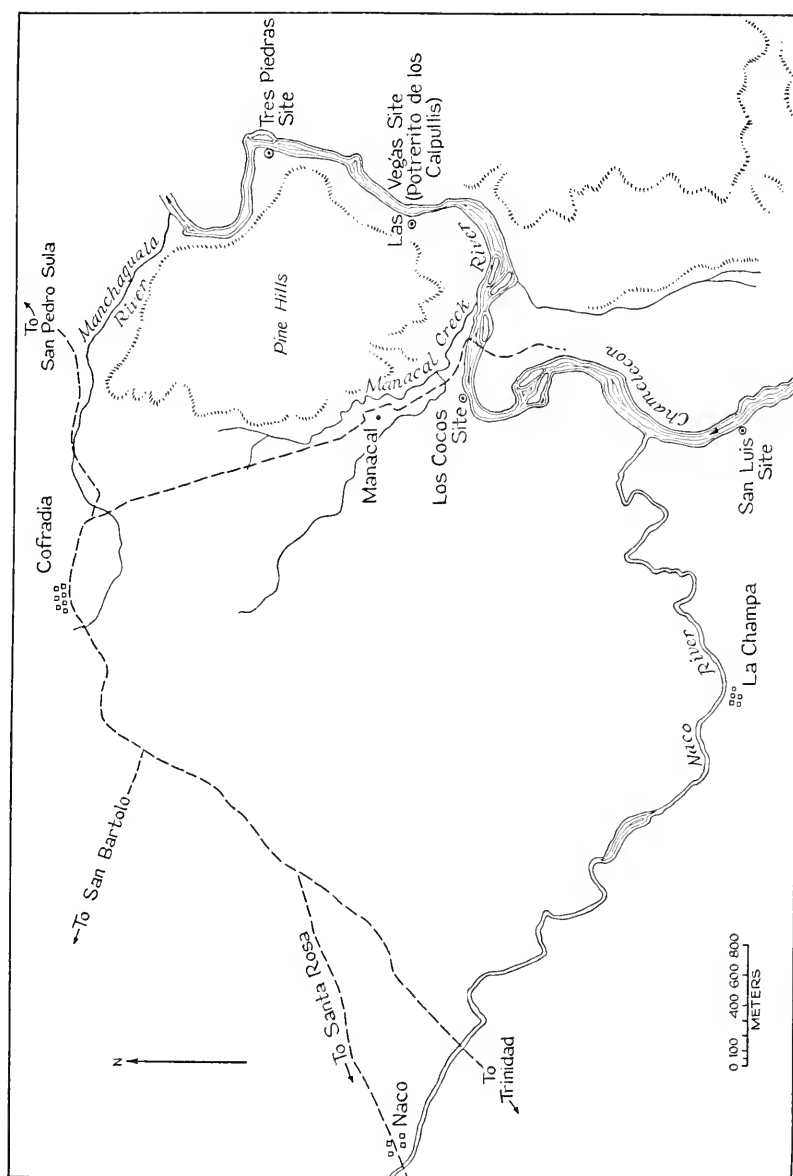 To
San Pedro Sula
Manchaguala
River
Cofradia
Tres Piedras
Site
Pine Hills
Las Vegas Site
(Potrerito de los
Calpullis)
Manacal Creek
River
Manacal
Los Cocos
Site
Chamelecon
San Luis
Site
To San Bartolo
To Santa Rosa
Naco
River
La Champa
N
Naco
To
Trinidad
0 100 400 600 800
METERS